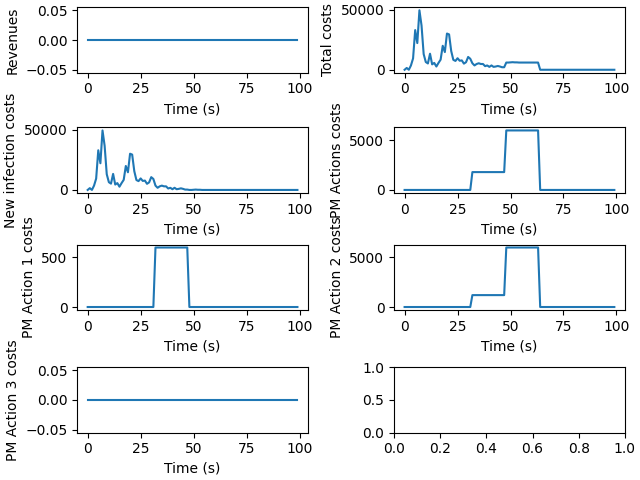 Revenues
0.05
0.00
−0.05
0 25 50 75 100
Time (s)
Total costs
50000
0
0 25 50 75 100
Time (s)
New infection costs
50000
0
0 25 50 75 100
Time (s)
PM Actions costs
5000
0
0 25 50 75 100
Time (s)
PM Action 1 costs
500
0
0 25 50 75 100
Time (s)
PM Action 2 costs
5000
0
0 25 50 75 100
Time (s)
PM Action 3 costs
0.05
0.00
−0.05
0 25 50 75 100
Time (s)
1.0
0.5
0.0
0.0 0.2 0.4 0.6 0.8 1.0